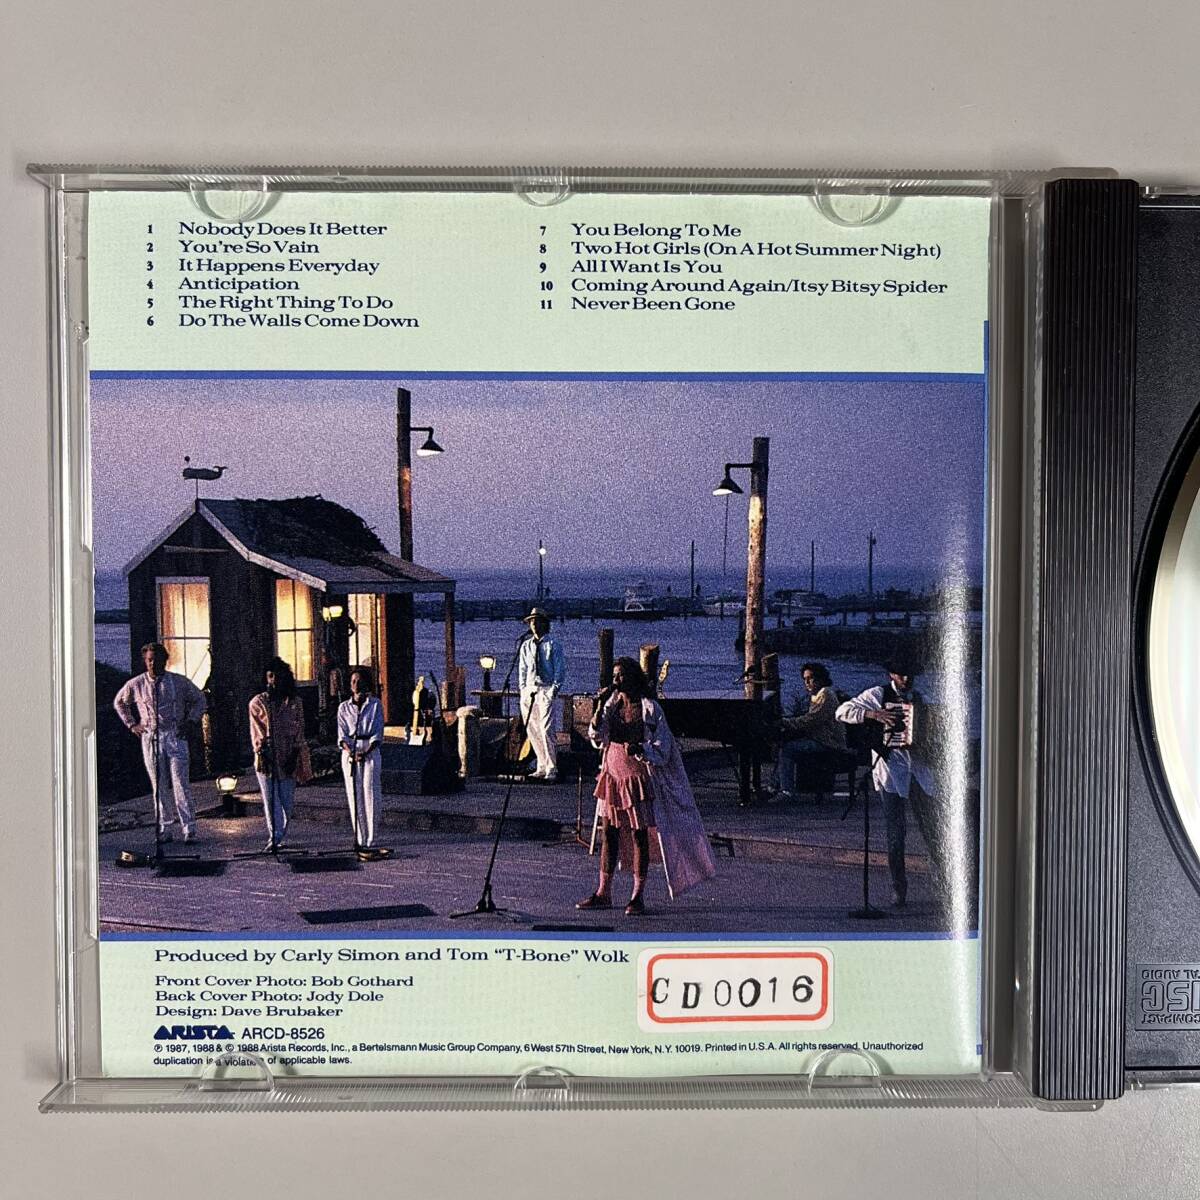 1 Nobody Does It Better
2 You're So Vain
3 It Happens Everyday
4 Anticipation
5 The Right Thing To Do
6 Do The Walls Come Down
7 You Belong To Me
8 Two Hot Girls (On A Hot Summer Night)
9 All I Want Is You
10 Coming Around Again/Itsy Bitsy Spider
11 Never Been Gone
Produced by Carly Simon and Tom "T-Bone" Wolk
Front Cover Photo: Bob Gothard
Back Cover Photo: Jody Dole
Design: Dave Brubaker
ARISTA ARCD-8526
℗ 1987, 1988 & © 1988 Arista Records, Inc., a Bertelsmann Music Group Company, 6 West 57th Street, New York, N.Y. 10019. Printed in U.S.A. All rights reserved. Unauthorized
duplication is a violation of applicable laws.
CD0016